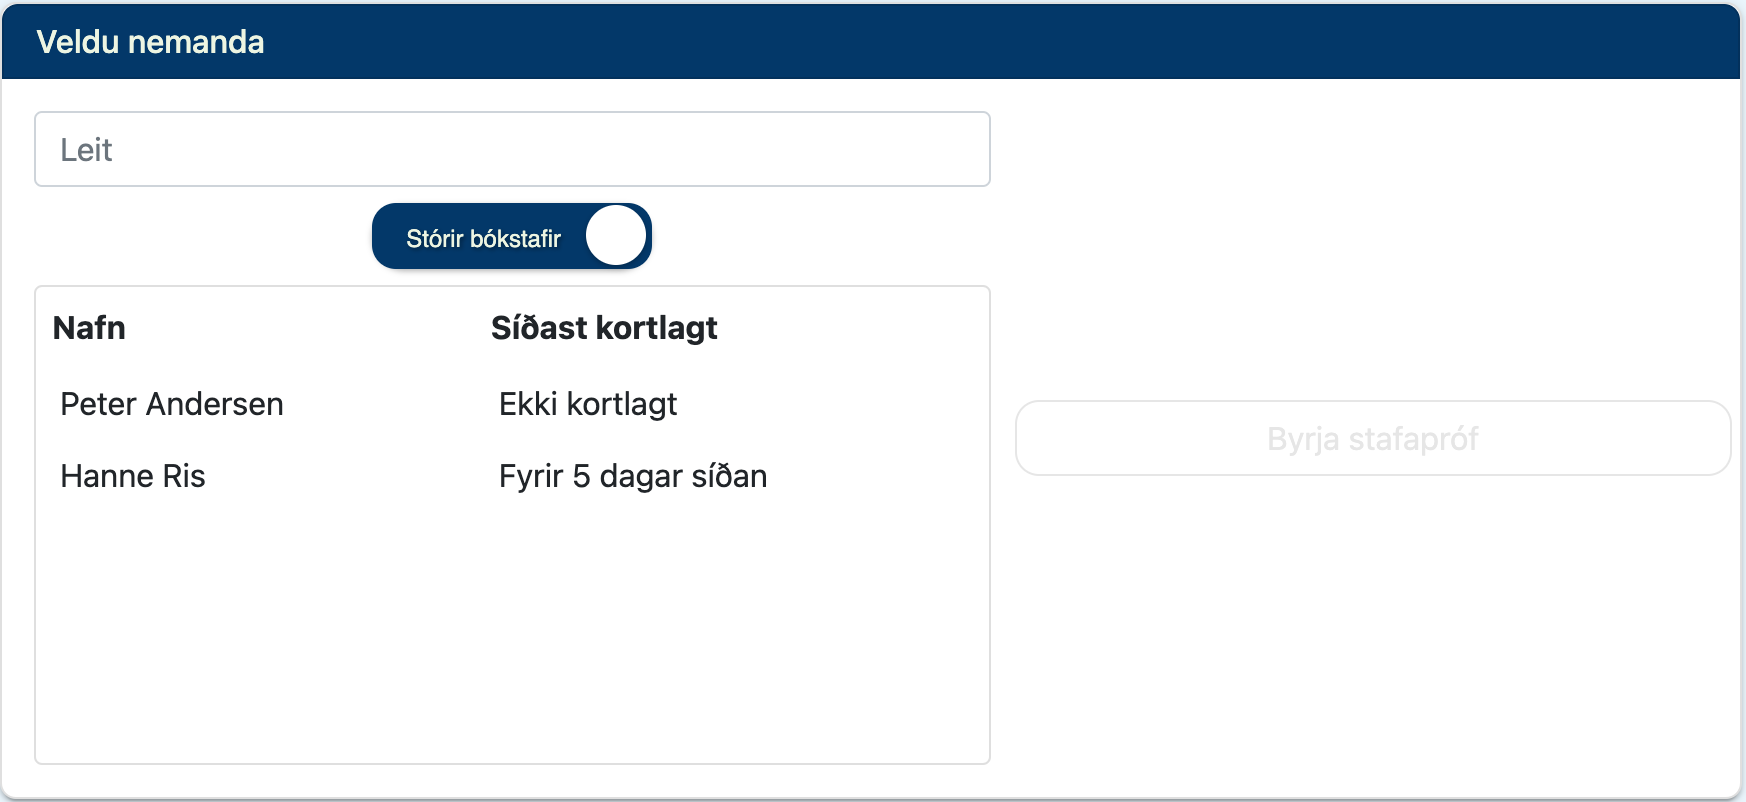 Veldu nemanda
Leit
Stórir bókstafir
Nafn Síðast kortlagt
Peter Andersen Ekki kortlagt
Hanne Ris Fyrir 5 dagar síðan
Byrja stafapróf